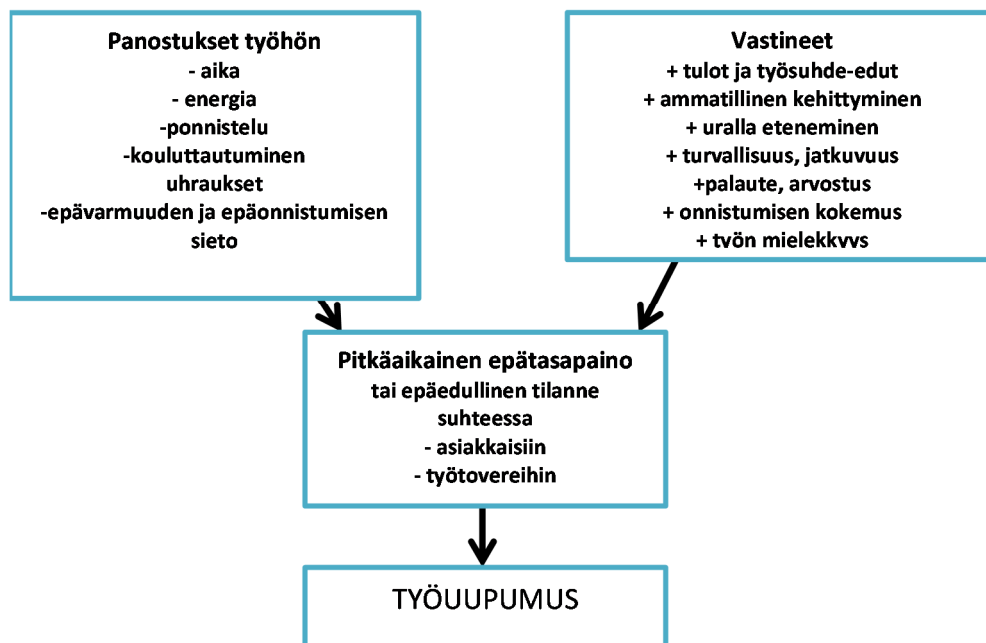 Panostukset työhön
- aika
- energia
-ponnistelu
-kouluttautuminen
uhraukset
-epävarmuuden ja epäonnistumisen
sieto
Vastineet
+ tulot ja työsuhde-edut
+ ammatillinen kehittyminen
+ uralla eteneminen
+ turvallisuus, jatkuvuus
+palaute, arvostus
+ onnistumisen kokemus
+ työn mielekkyys
Pitkäaikainen epätasapaino
tai epäedullinen tilanne
suhteessa
- asiakkaisiin
- työtovereihin
TYÖUUPUMUS